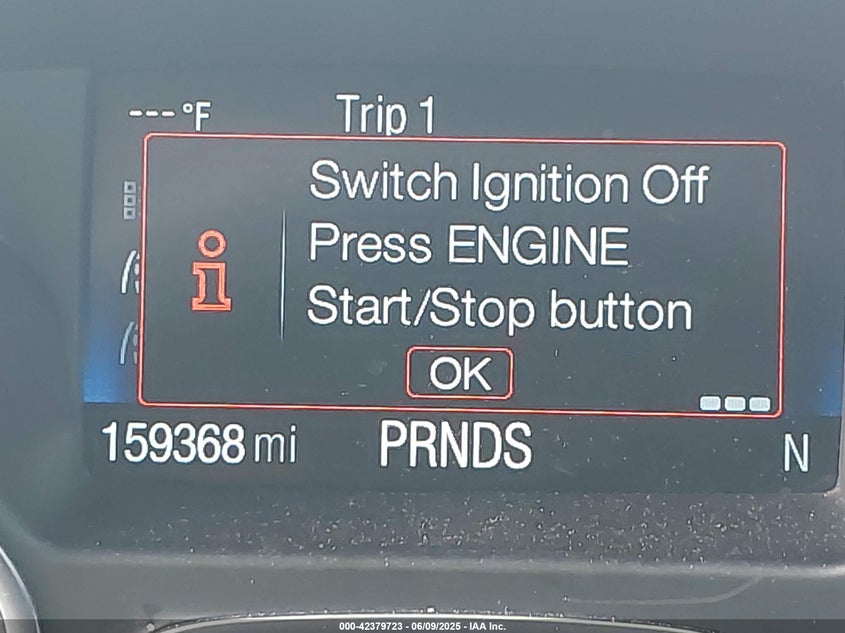 ---°F Trip 1
Switch Ignition Off
Press ENGINE
Start/Stop button
OK
159368 mi PRNDS N
000-42379723 - 06/09/2025 - IAA Inc.